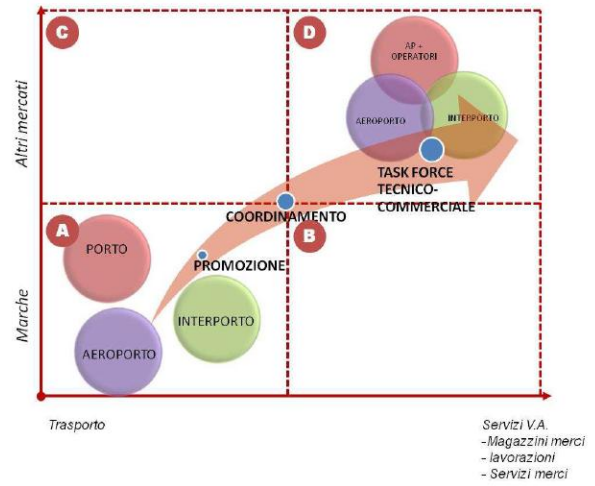 C
D
AP +
OPERATORI
AEROPORTO
INTERPORTO
Altri mercati
TASK FORCE
TECNICO-
COMMERCIALE
COORDINAMENTO
A
B
PORTO
PROMOZIONE
INTERPORTO
AEROPORTO
Marche
Trasporto
Servizi V.A.
-Magazzini merci
- lavorazioni
- Servizi merci